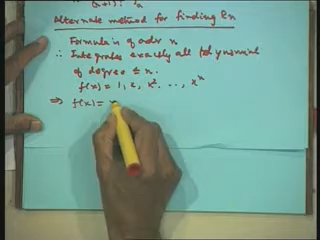 (n+1)! n
Alternate method for finding Rn
Formula is of order n
∴ Integrates exactly all polynomial
of degree ≤ n.
f(x) = 1, x, x², ..., xⁿ
⇒ f(x) = x